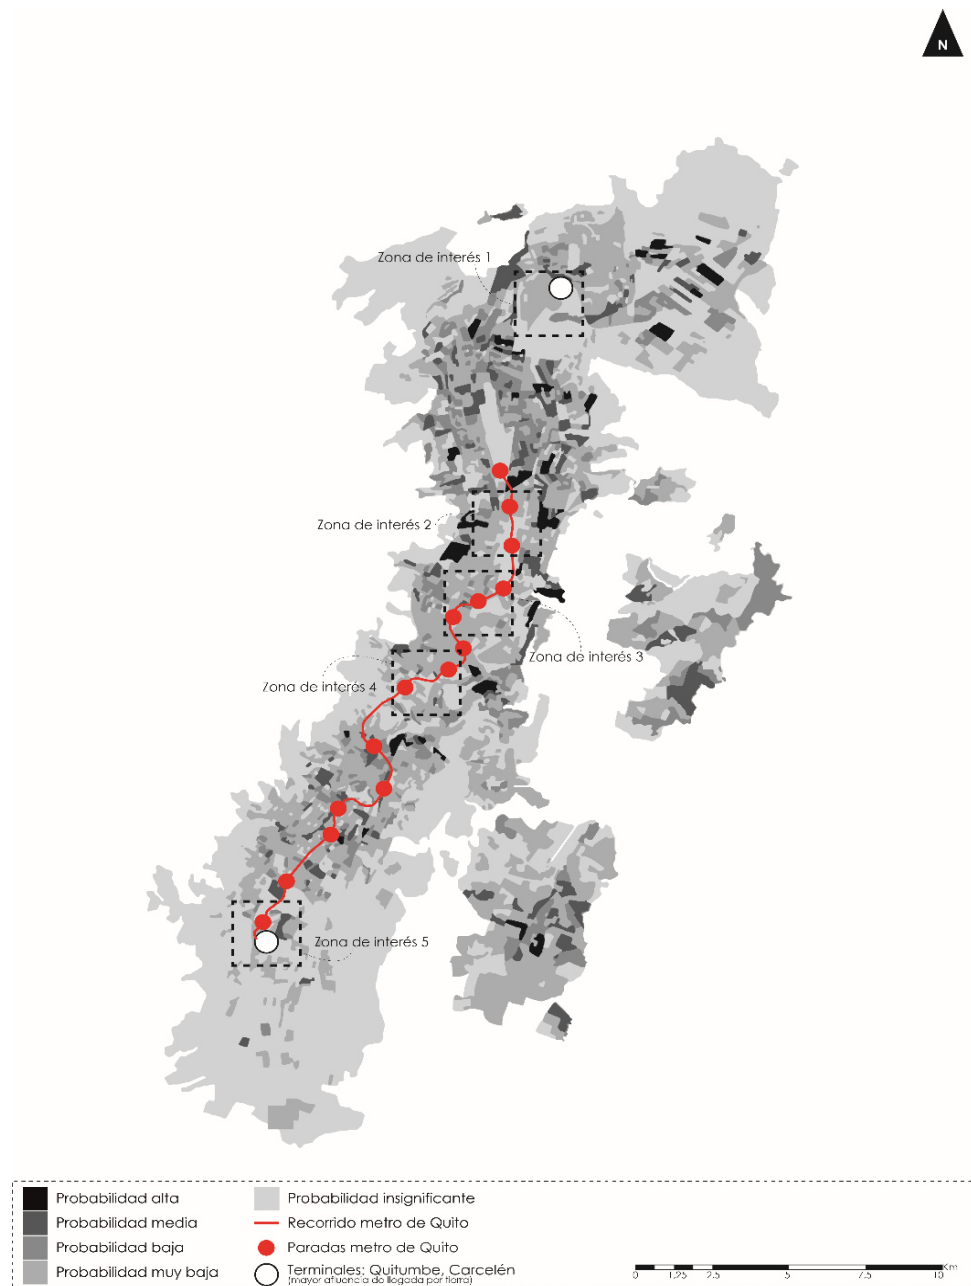 N
Zona de interés 1
Zona de interés 2
Zona de interés 3
Zona de interés 4
Zona de interés 5
Probabilidad alta
Probabilidad media
Probabilidad baja
Probabilidad muy baja
Probabilidad insignificante
Recorrido metro de Quito
Paradas metro de Quito
Terminales: Quitumbe, Carcelén
(mayor afluencia de llegada por tierra)
Km
0 1,25 2,5 5 7,5 10